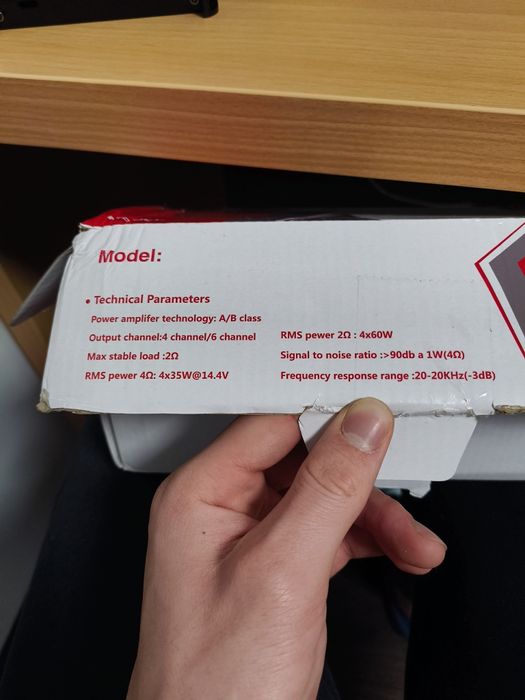 Model:
• Technical Parameters
Power amplifer technology: A/B class
Output channel:4 channel/6 channel
Max stable load :2Ω
RMS power 4Ω: 4x35W@14.4V
RMS power 2Ω : 4x60W
Signal to noise ratio :>90db a 1W(4Ω)
Frequency response range :20-20KHz(-3dB)